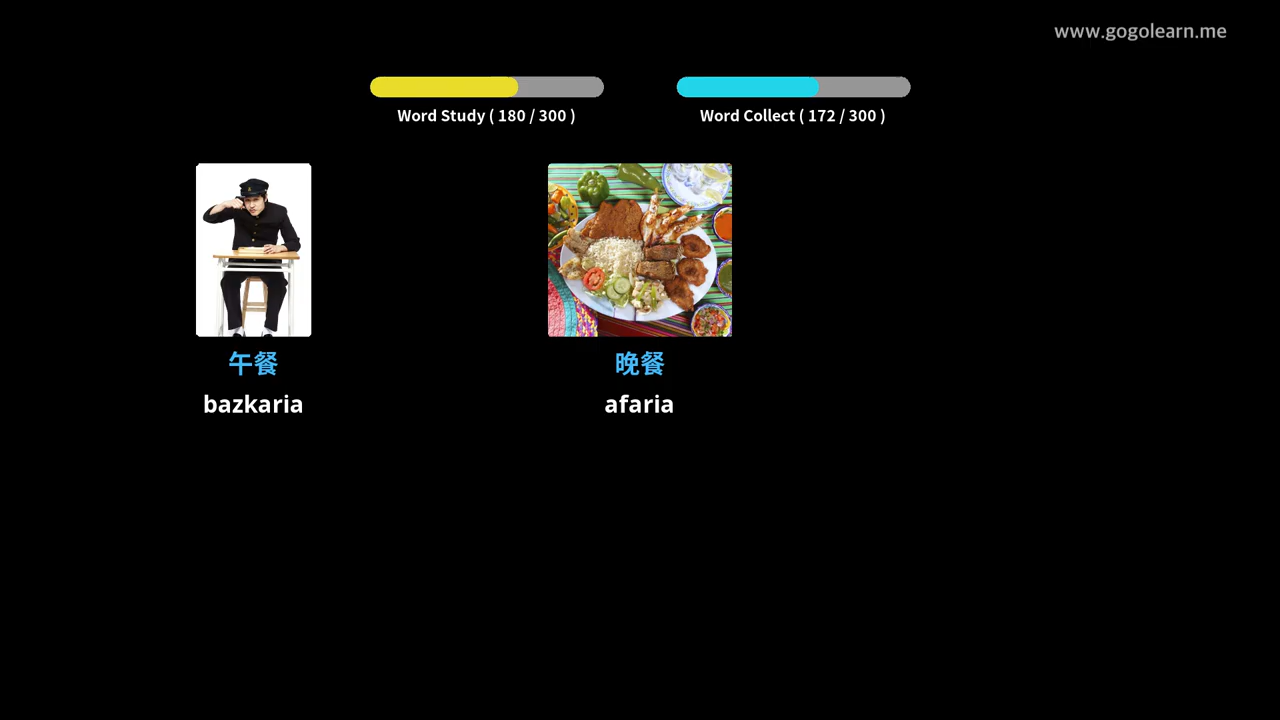 www.gogolearn.me
Word Study ( 180 / 300 )
Word Collect ( 172 / 300 )
午餐
晚餐
bazkaria
afaria